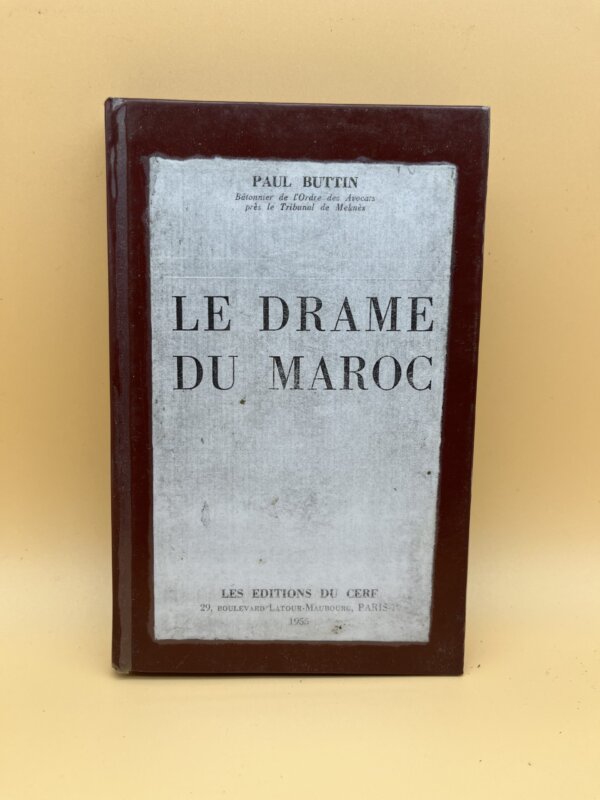 PAUL BUTTIN
Bâtonnier de l'Ordre des Avocats
près le Tribunal de Meknès
LE DRAME
DU MAROC
LES EDITIONS DU CERF
29, BOULEVARD LATOUR-MAUBOURG, PARIS
1955